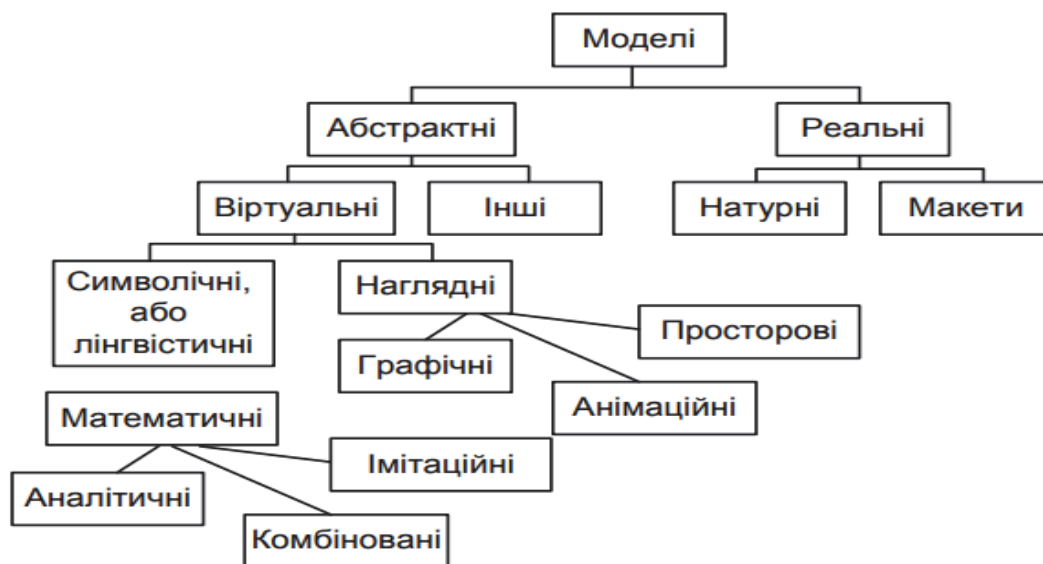 Моделі
Абстрактні
Реальні
Віртуальні
Інші
Натурні
Макети
Символічні,
або
лінгвістичні
Наглядні
Просторові
Графічні
Анімаційні
Математичні
Імітаційні
Аналітичні
Комбіновані